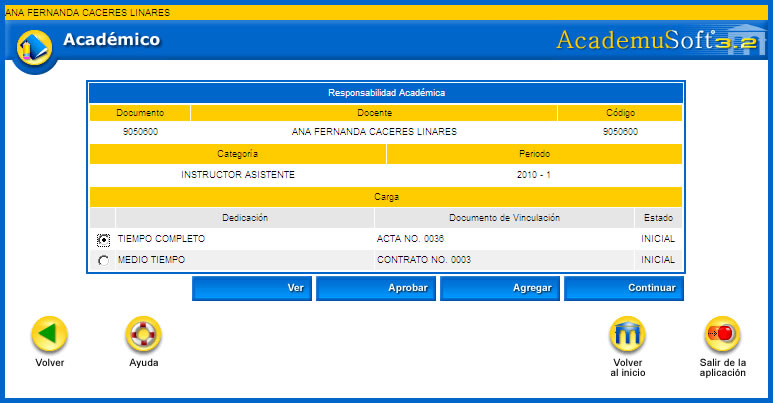 ANA FERNANDA CACERES LINARES
Académico
AcademuSoft 3.2
Responsabilidad Académica
Documento Docente Código
9050600 ANA FERNANDA CACERES LINARES 9050600
Categoría Periodo
INSTRUCTOR ASISTENTE 2010 - 1
Carga
Dedicación Documento de Vinculación Estado
TIEMPO COMPLETO ACTA NO. 0036 INICIAL
MEDIO TIEMPO CONTRATO NO. 0003 INICIAL
Ver Aprobar Agregar Continuar
Volver Ayuda Volver Salir de la
al inicio aplicación